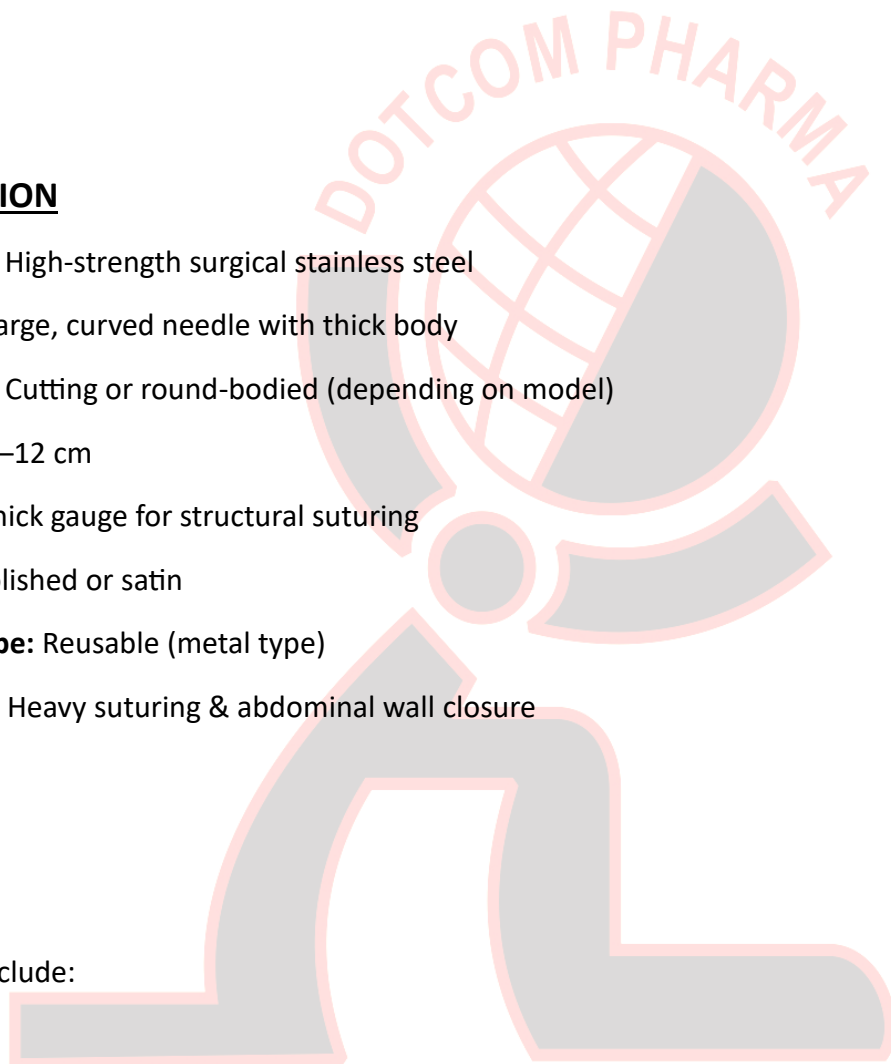 DOTCOM PHARMA
ION
High-strength surgical stainless steel
arge, curved needle with thick body
Cutting or round-bodied (depending on model)
–12 cm
hick gauge for structural suturing
lished or satin
pe: Reusable (metal type)
Heavy suturing & abdominal wall closure
clude: